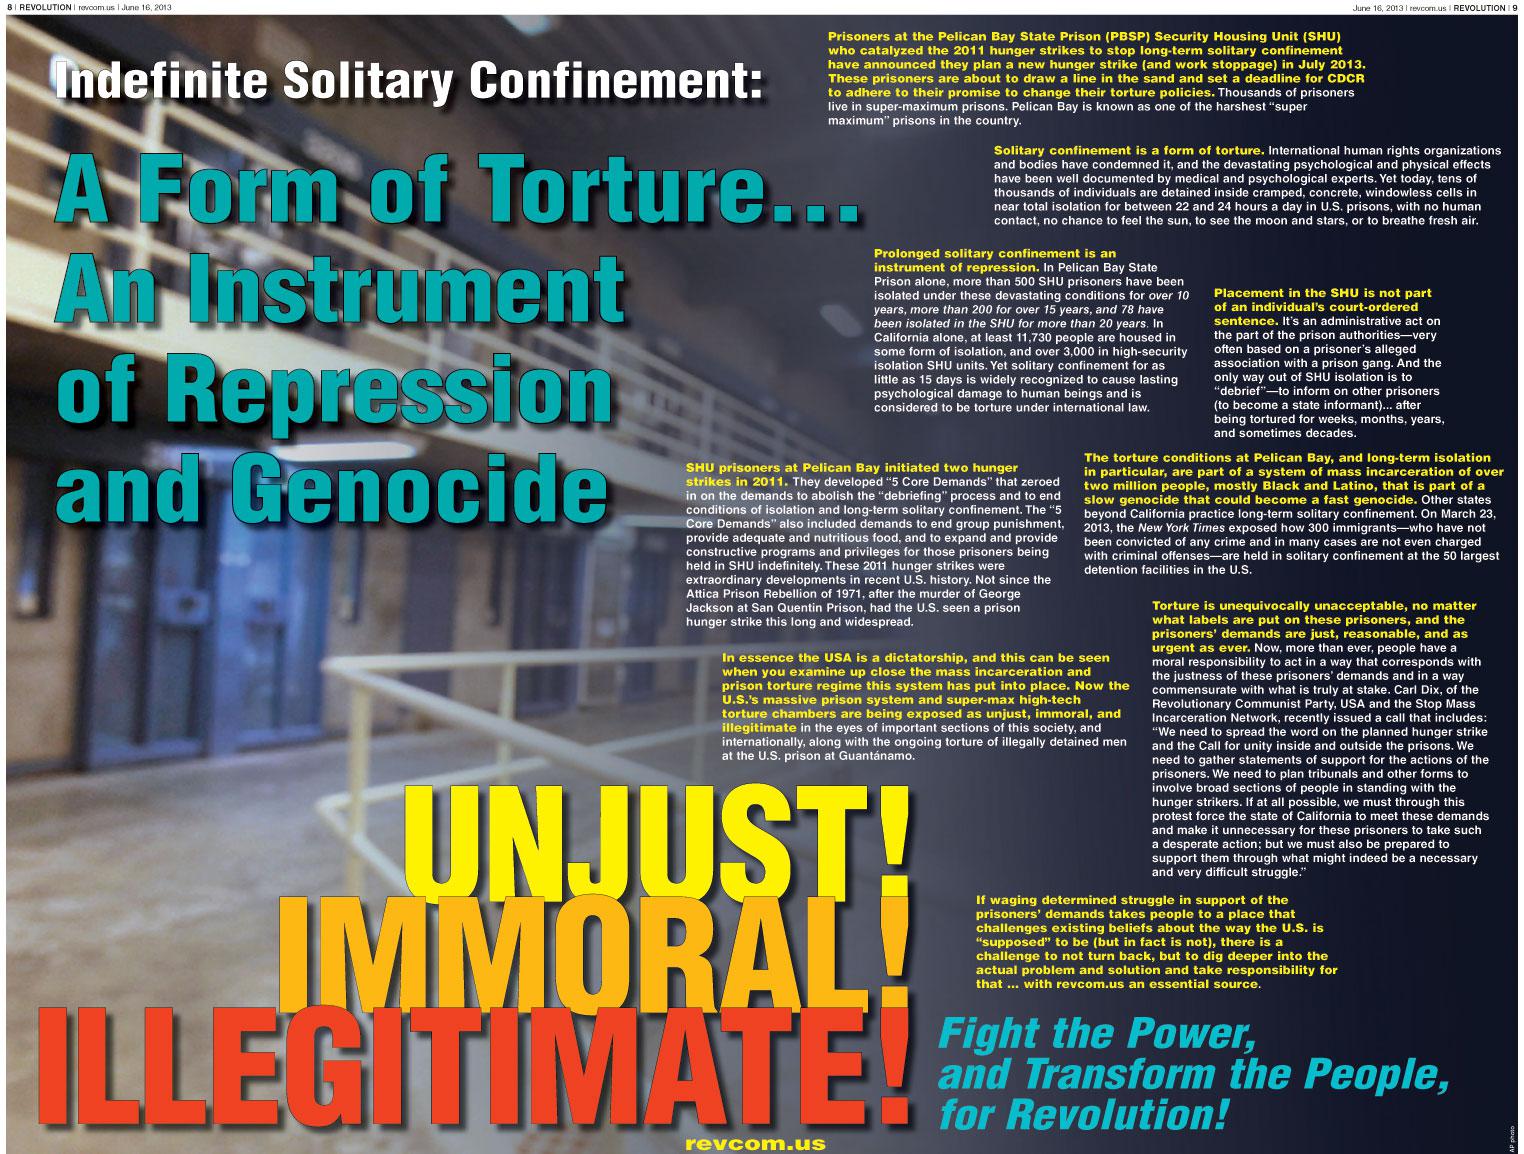 8 | REVOLUTION | revcom.us | June 16, 2013
June 16, 2013 | revcom.us | REVOLUTION | 9
Indefinite Solitary Confinement:
A Form of Torture...
An Instrument
of Repression
and Genocide
Prisoners at the Pelican Bay State Prison (PBSP) Security Housing Unit (SHU)
who catalyzed the 2011 hunger strikes to stop long-term solitary confinement
have announced they plan a new hunger strike (and work stoppage) in July 2013.
These prisoners are about to draw a line in the sand and set a deadline for CDCR
to adhere to their promise to change their torture policies. Thousands of prisoners
live in super-maximum prisons. Pelican Bay is known as one of the harshest “super
maximum” prisons in the country.
Solitary confinement is a form of torture. International human rights organizations
and bodies have condemned it, and the devastating psychological and physical effects
have been well documented by medical and psychological experts. Yet today, tens of
thousands of individuals are detained inside cramped, concrete, windowless cells in
near total isolation for between 22 and 24 hours a day in U.S. prisons, with no human
contact, no chance to feel the sun, to see the moon and stars, or to breathe fresh air.
Prolonged solitary confinement is an
instrument of repression. In Pelican Bay State
Prison alone, more than 500 SHU prisoners have been
isolated under these devastating conditions for over 10
years, more than 200 for over 15 years, and 78 have
been isolated in the SHU for more than 20 years. In
California alone, at least 11,730 people are housed in
some form of isolation, and over 3,000 in high-security
isolation SHU units. Yet solitary confinement for as
little as 15 days is widely recognized to cause lasting
psychological damage to human beings and is
considered to be torture under international law.
Placement in the SHU is not part
of an individual’s court-ordered
sentence. It’s an administrative act on
the part of the prison authorities—very
often based on a prisoner’s alleged
association with a prison gang. And the
only way out of SHU isolation is to
“debrief”—to inform on other prisoners
(to become a state informant)... after
being tortured for weeks, months, years,
and sometimes decades.
SHU prisoners at Pelican Bay initiated two hunger
strikes in 2011. They developed “5 Core Demands” that zeroed
in on the demands to abolish the “debriefing” process and to end
conditions of isolation and long-term solitary confinement. The “5
Core Demands” also included demands to end group punishment,
provide adequate and nutritious food, and to expand and provide
constructive programs and privileges for those prisoners being
held in SHU indefinitely. These 2011 hunger strikes were
extraordinary developments in recent U.S. history. Not since the
Attica Prison Rebellion of 1971, after the murder of George
Jackson at San Quentin Prison, had the U.S. seen a prison
hunger strike this long and widespread.
The torture conditions at Pelican Bay, and long-term isolation
in particular, are part of a system of mass incarceration of over
two million people, mostly Black and Latino, that is part of a
slow genocide that could become a fast genocide. Other states
beyond California practice long-term solitary confinement. On March 23,
2013, the New York Times exposed how 300 immigrants—who have not
been convicted of any crime and in many cases are not even charged
with criminal offenses—are held in solitary confinement at the 50 largest
detention facilities in the U.S.
In essence the USA is a dictatorship, and this can be seen
when you examine up close the mass incarceration and
prison torture regime this system has put into place. Now the
U.S.’s massive prison system and super-max high-tech
torture chambers are being exposed as unjust, immoral, and
illegitimate in the eyes of important sections of this society, and
internationally, along with the ongoing torture of illegally detained men
at the U.S. prison at Guantánamo.
Torture is unequivocally unacceptable, no matter
what labels are put on these prisoners, and the
prisoners’ demands are just, reasonable, and as
urgent as ever. Now, more than ever, people have a
moral responsibility to act in a way that corresponds with
the justness of these prisoners’ demands and in a way
commensurate with what is truly at stake. Carl Dix, of the
Revolutionary Communist Party, USA and the Stop Mass
Incarceration Network, recently issued a call that includes:
“We need to spread the word on the planned hunger strike
and the Call for unity inside and outside the prisons. We
need to gather statements of support for the actions of the
prisoners. We need to plan tribunals and other forms to
involve broad sections of people in standing with the
hunger strikers. If at all possible, we must through this
protest force the state of California to meet these demands
and make it unnecessary for these prisoners to take such
a desperate action; but we must also be prepared to
support them through what might indeed be a necessary
and very difficult struggle.”
If waging determined struggle in support of the
prisoners’ demands takes people to a place that
challenges existing beliefs about the way the U.S. is
“supposed” to be (but in fact is not), there is a
challenge to not turn back, but to dig deeper into the
actual problem and solution and take responsibility for
that ... with revcom.us an essential source.
UNJUST!
IMMORAL!
ILLEGITIMATE!
Fight the Power,
and Transform the People,
for Revolution!
revcom.us
AP photo